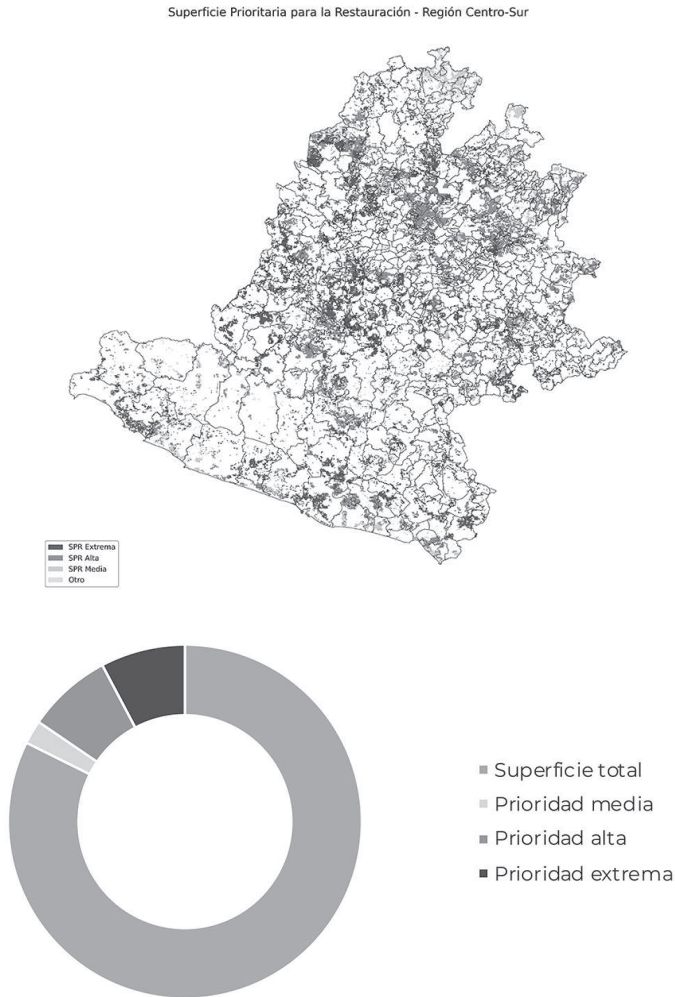 Superficie Prioritaria para la Restauración - Región Centro-Sur
SPR Extrema
SPR Alta
SPR Media
Otro
Superficie total
Prioridad media
Prioridad alta
Prioridad extrema